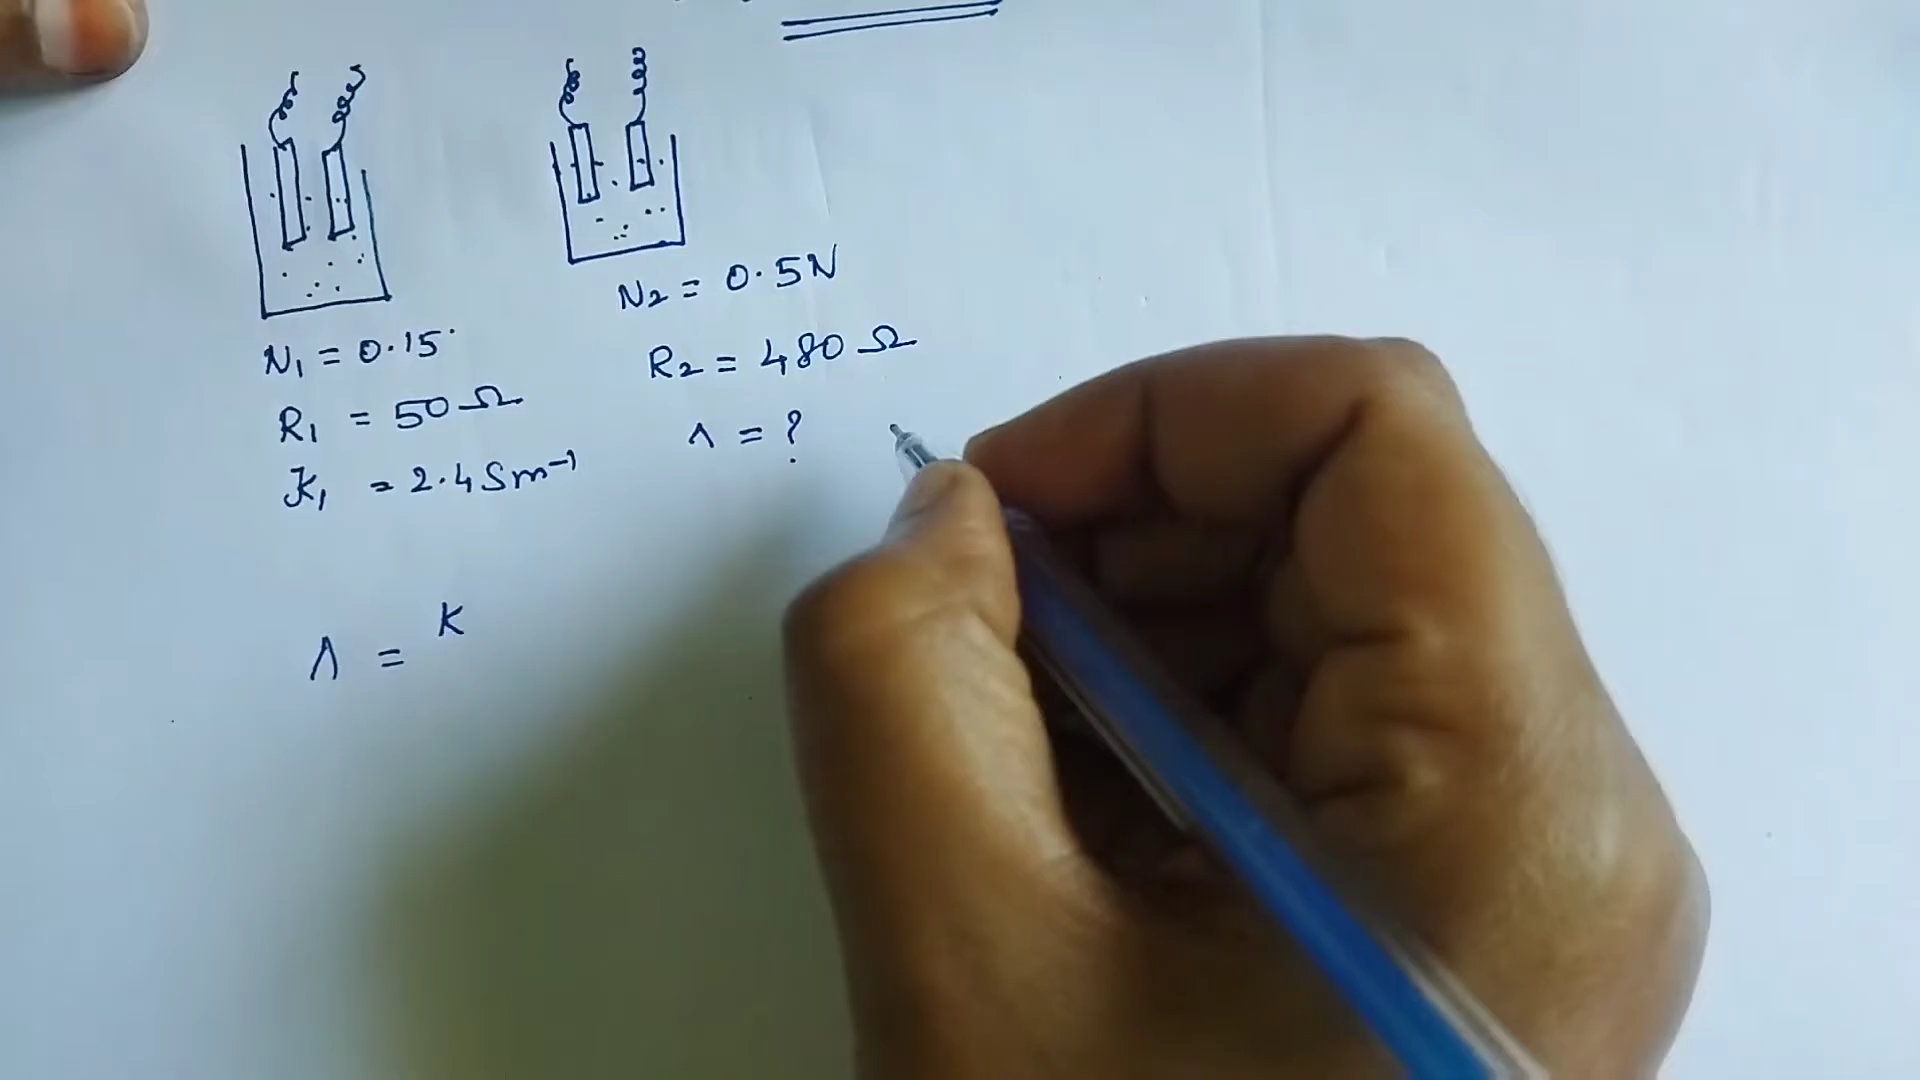 N₁ = 0.15
R₁ = 50 Ω
K₁ = 2.4 Sm⁻¹
N₂ = 0.5N
R₂ = 480 Ω
Λ = ?
Λ = K